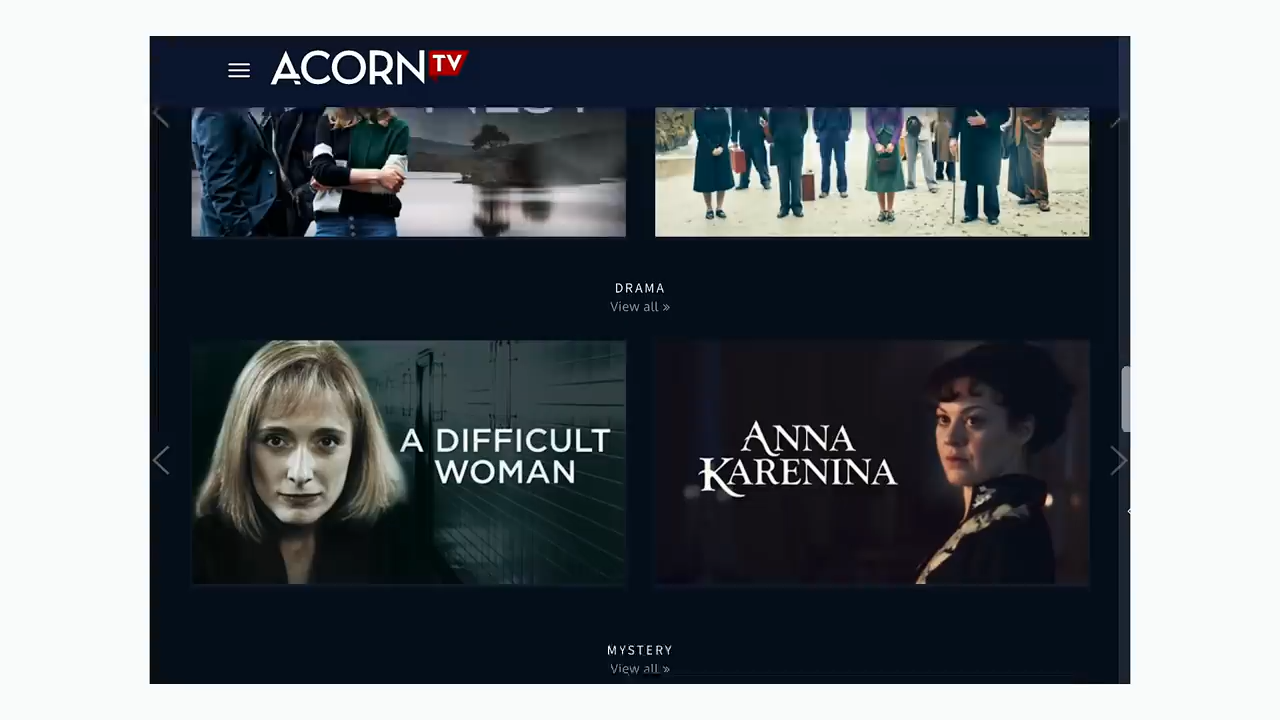 ACORN TV
DRAMA
View all »
A DIFFICULT
WOMAN
ANNA
KARENINA
MYSTERY
View all »